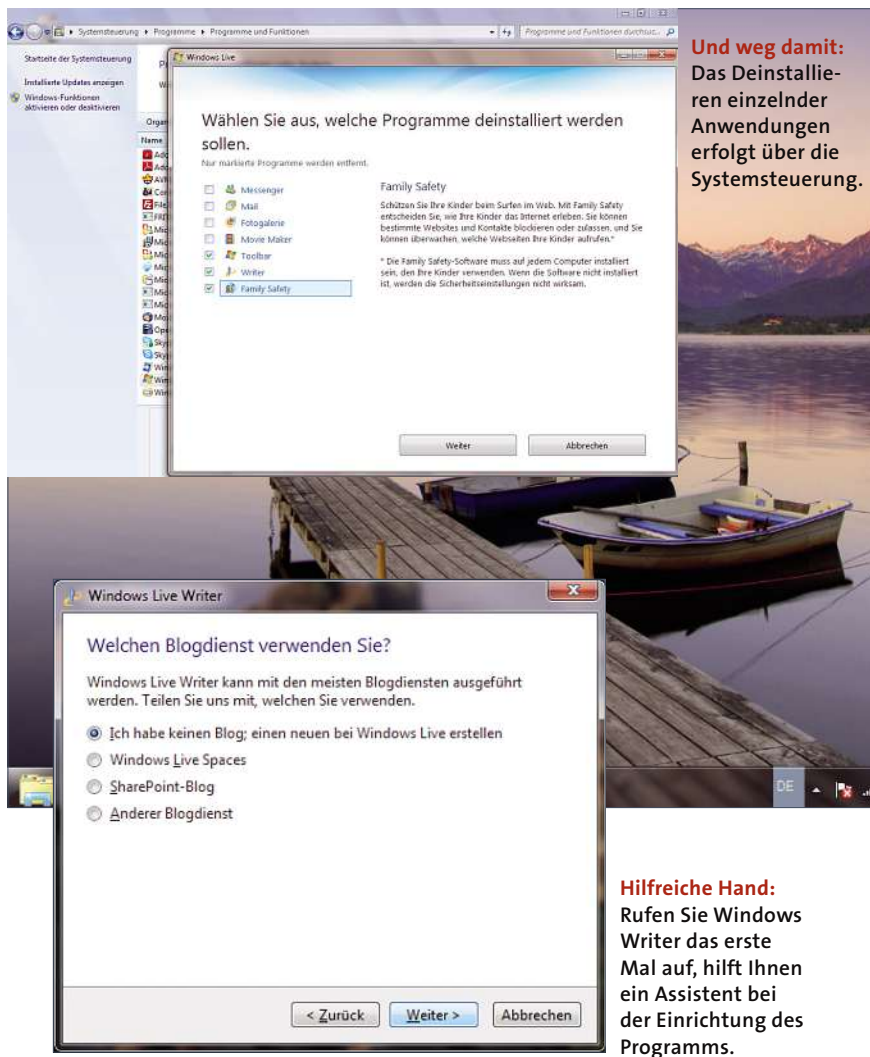 Systemsteuerung ▸ Programme ▸ Programme und Funktionen
Programme und Funktionen durchsuc...
Startseite der Systemsteuerung
Installierte Updates anzeigen
Windows-Funktionen
aktivieren oder deaktivieren
Name
Windows Live
Wählen Sie aus, welche Programme deinstalliert werden
sollen.
Nur markierte Programme werden entfernt.
Messenger
Mail
Fotogalerie
Movie Maker
Toolbar
Writer
Family Safety
Family Safety
Schützen Sie Ihre Kinder beim Surfen im Web. Mit Family Safety
entscheiden Sie, wie Ihre Kinder das Internet erleben. Sie können
bestimmte Websites und Kontakte blockieren oder zulassen, und Sie
können überwachen, welche Webseiten Ihre Kinder aufrufen.*
* Die Family Safety-Software muss auf jedem Computer installiert
sein, den Ihre Kinder verwenden. Wenn die Software nicht installiert
ist, werden die Sicherheitseinstellungen nicht wirksam.
Weiter
Abbrechen
Und weg damit:
Das Deinstallie-
ren einzelnder
Anwendungen
erfolgt über die
Systemsteuerung.
Windows Live Writer
Welchen Blogdienst verwenden Sie?
Windows Live Writer kann mit den meisten Blogdiensten ausgeführt
werden. Teilen Sie uns mit, welchen Sie verwenden.
Ich habe keinen Blog; einen neuen bei Windows Live erstellen
Windows Live Spaces
SharePoint-Blog
Anderer Blogdienst
< Zurück
Weiter >
Abbrechen
DE
Hilfreiche Hand:
Rufen Sie Windows
Writer das erste
Mal auf, hilft Ihnen
ein Assistent bei
der Einrichtung des
Programms.